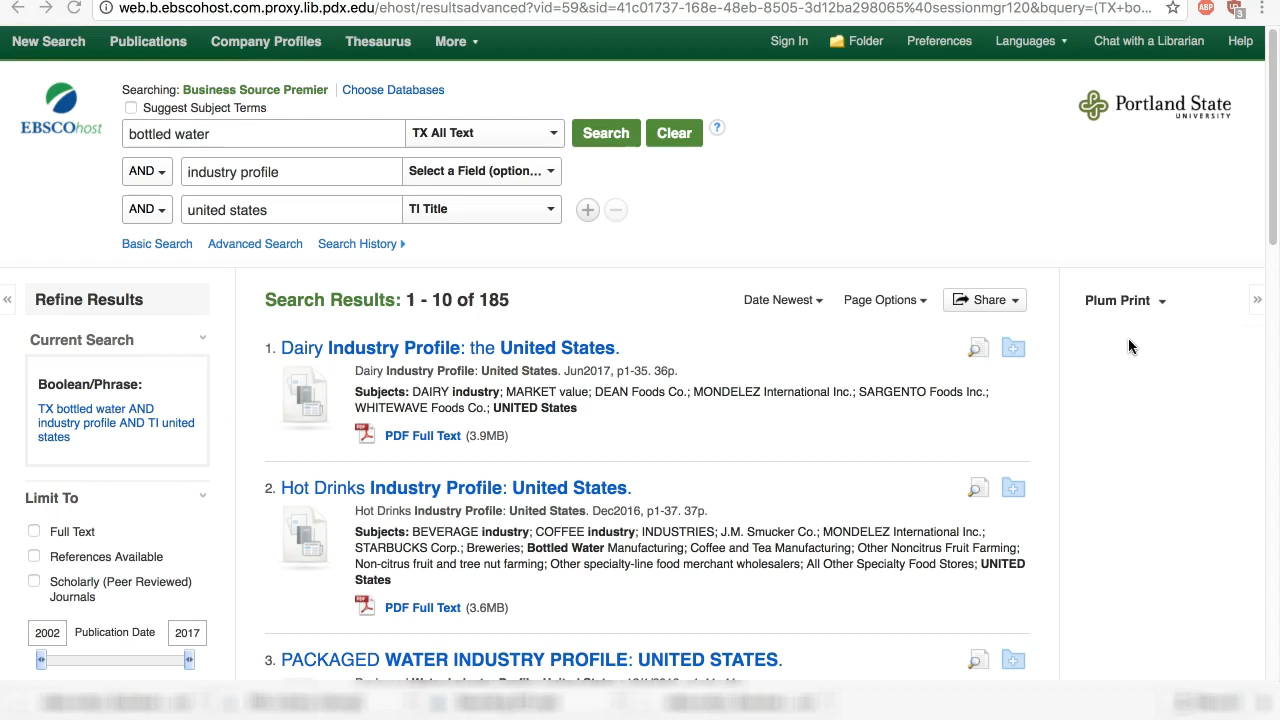 web.b.ebscohost.com.proxy.lib.pdx.edu/ehost/resultsadvanced?vid=59&sid=41c01737-168e-48eb-8505-3d12ba298065%40sessionmgr120&bquery=(TX+bo...
ABP
3
New Search Publications Company Profiles Thesaurus More
Sign In Folder Preferences Languages Chat with a Librarian Help
EBSCOhost
Searching: Business Source Premier Choose Databases
Suggest Subject Terms
bottled water TX All Text Search Clear ?
AND industry profile Select a Field (option...
AND united states TI Title
Basic Search Advanced Search Search History
Portland State
UNIVERSITY
Refine Results
Current Search
Boolean/Phrase:
TX bottled water AND
industry profile AND TI united
states
Limit To
Full Text
References Available
Scholarly (Peer Reviewed)
Journals
2002 Publication Date 2017
Search Results: 1 - 10 of 185
Date Newest Page Options Share
1. Dairy Industry Profile: the United States.
Dairy Industry Profile: United States. Jun2017, p1-35. 36p.
Subjects: DAIRY industry; MARKET value; DEAN Foods Co.; MONDELEZ International Inc.; SARGENTO Foods Inc.;
WHITEWAVE Foods Co.; UNITED States
PDF Full Text (3.9MB)
2. Hot Drinks Industry Profile: United States.
Hot Drinks Industry Profile: United States. Dec2016, p1-37. 37p.
Subjects: BEVERAGE industry; COFFEE industry; INDUSTRIES; J.M. Smucker Co.; MONDELEZ International Inc.;
STARBUCKS Corp.; Breweries; Bottled Water Manufacturing; Coffee and Tea Manufacturing; Other Noncitrus Fruit Farming;
Non-citrus fruit and tree nut farming; Other specialty-line food merchant wholesalers; All Other Specialty Food Stores; UNITED
States
PDF Full Text (3.6MB)
3. PACKAGED WATER INDUSTRY PROFILE: UNITED STATES.
Plum Print